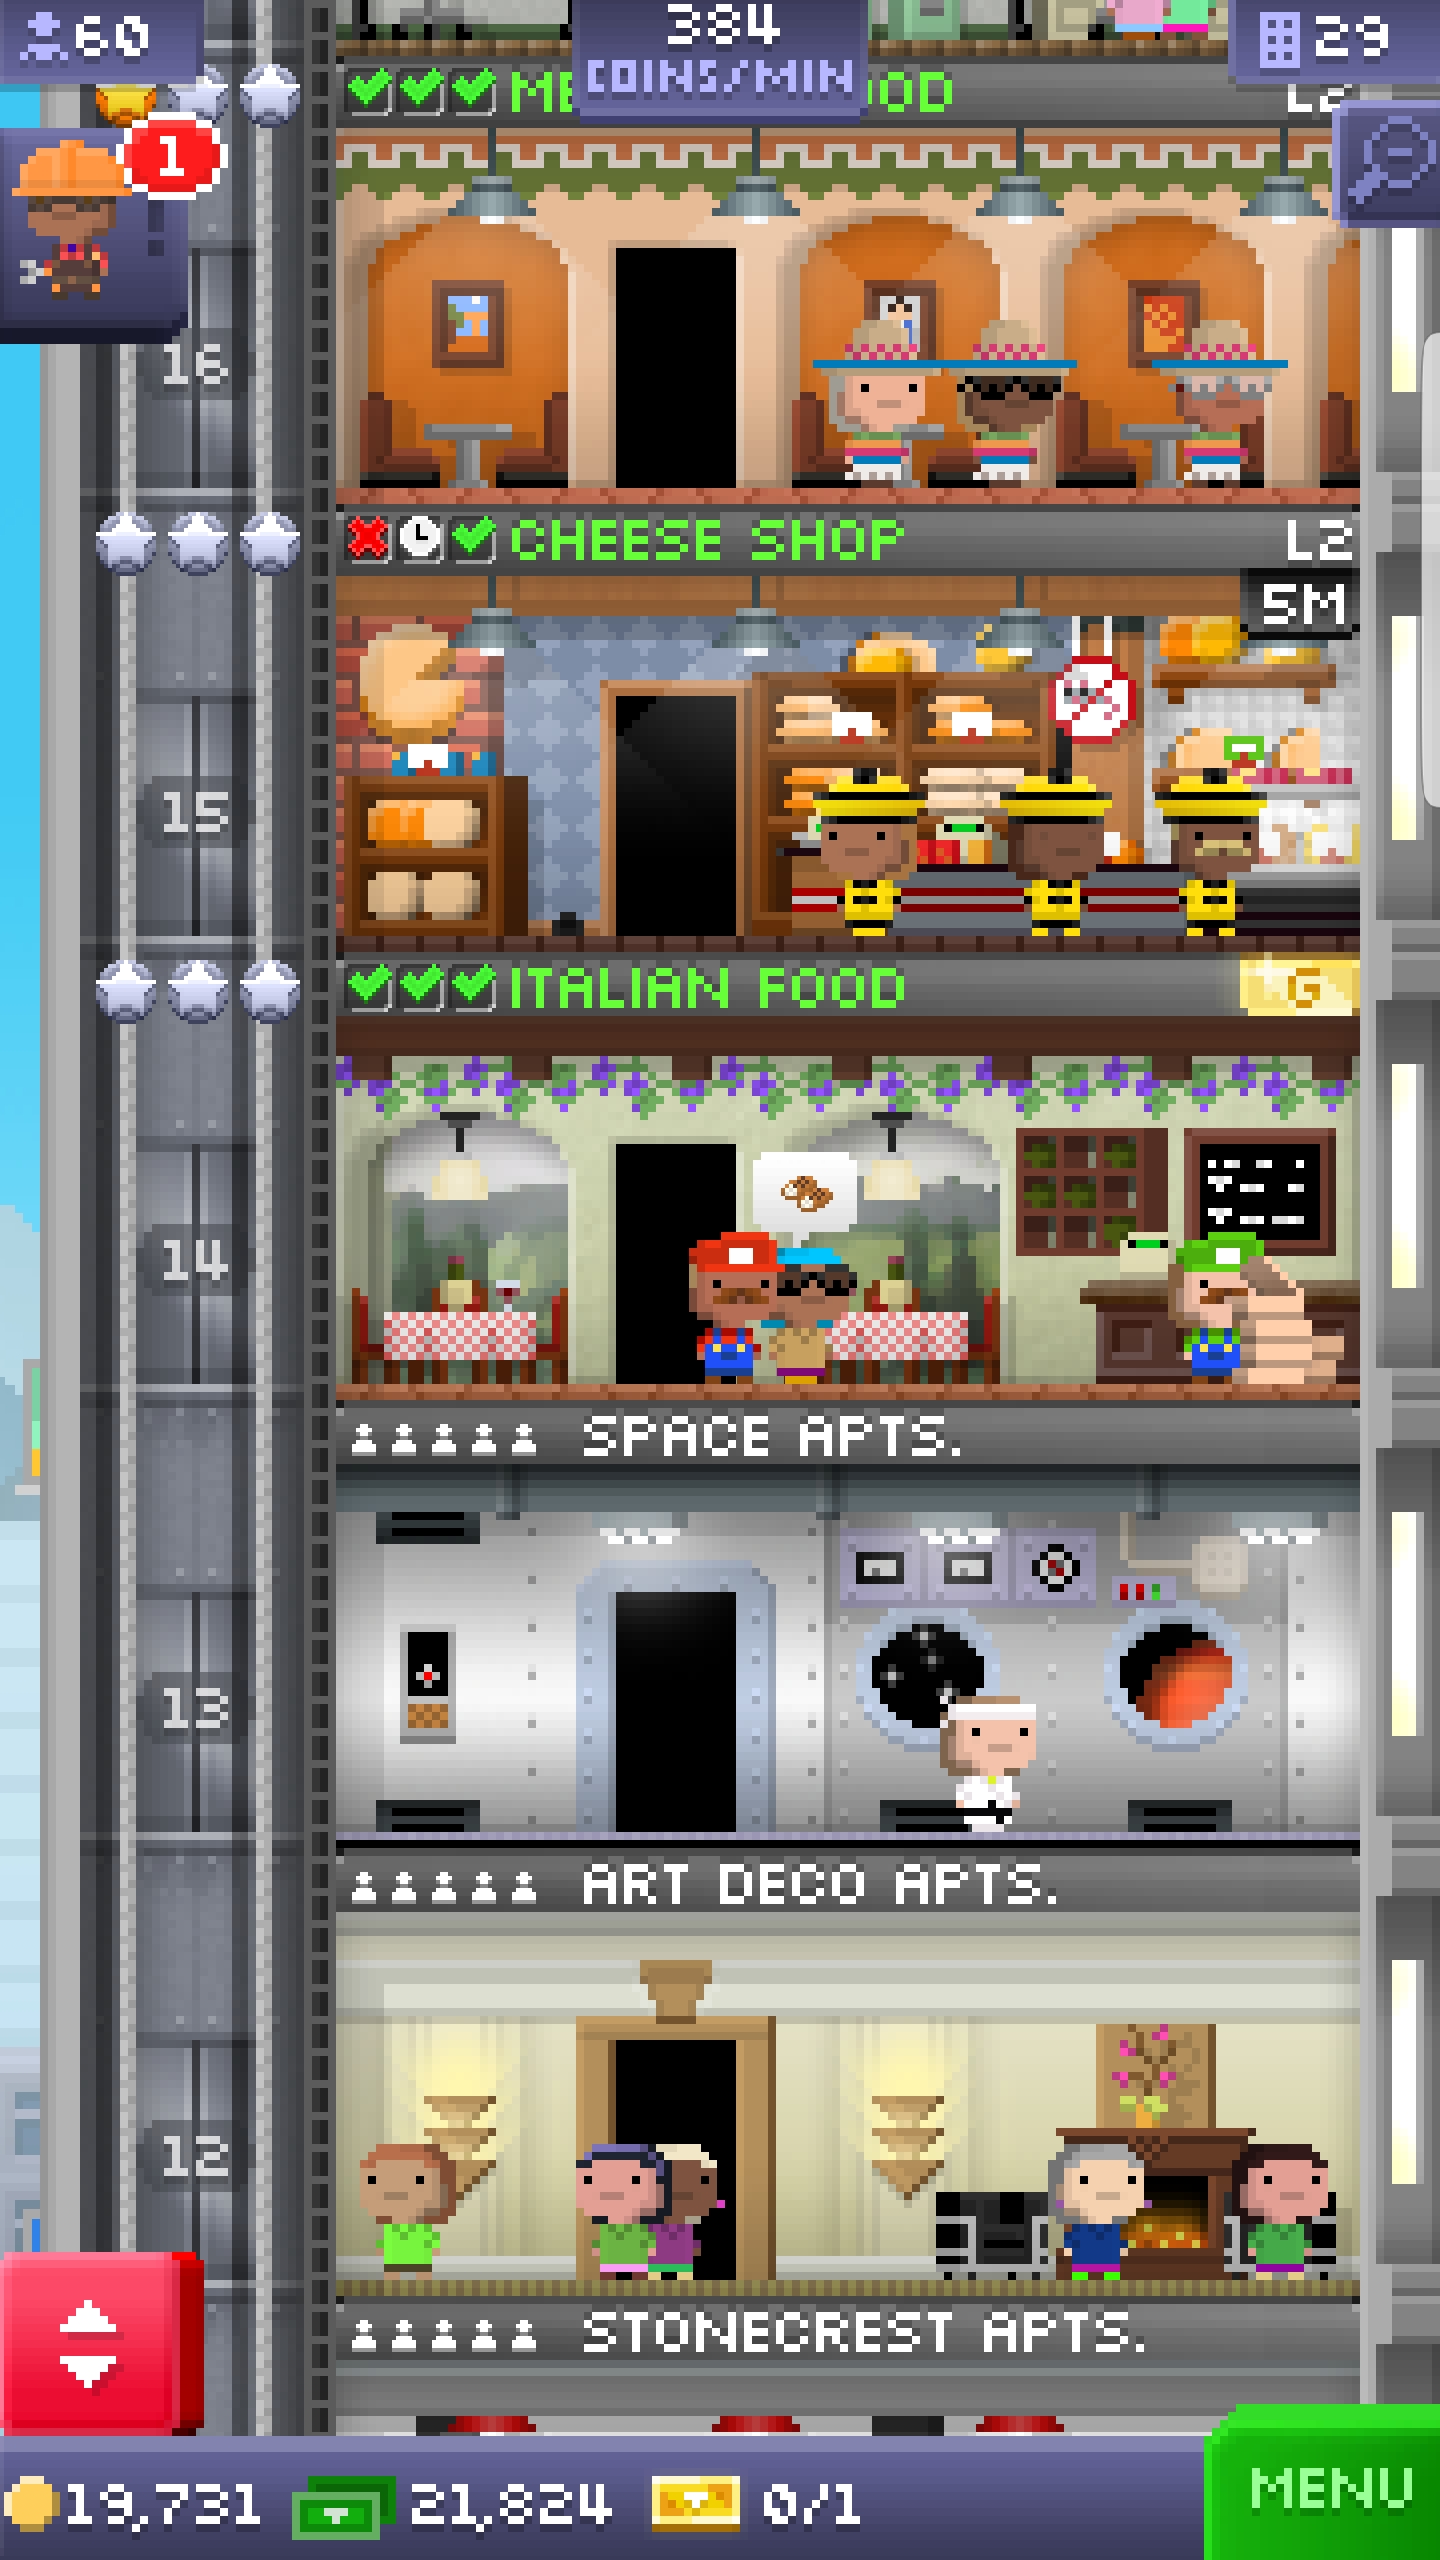 60
384
COINS/MIN
29
1
OOD
16
CHEESE SHOP
L2
5M
15
ITALIAN FOOD
G
14
SPACE APTS.
13
ART DECO APTS.
12
STONECREST APTS.
19,731
21,824
0/1
MENU